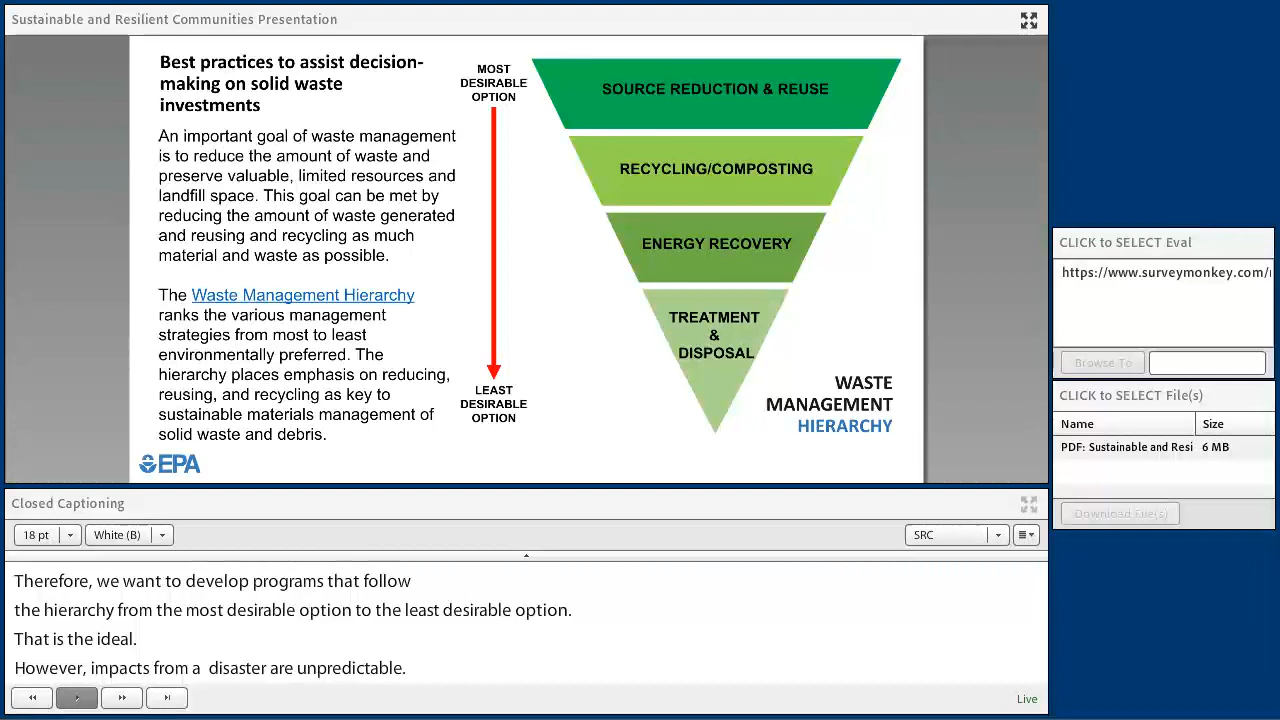 Sustainable and Resilient Communities Presentation
Best practices to assist decision-
making on solid waste
investments
An important goal of waste management
is to reduce the amount of waste and
preserve valuable, limited resources and
landfill space. This goal can be met by
reducing the amount of waste generated
and reusing and recycling as much
material and waste as possible.
The Waste Management Hierarchy
ranks the various management
strategies from most to least
environmentally preferred. The
hierarchy places emphasis on reducing,
reusing, and recycling as key to
sustainable materials management of
solid waste and debris.
EPA
MOST
DESIRABLE
OPTION
LEAST
DESIRABLE
OPTION
SOURCE REDUCTION & REUSE
RECYCLING/COMPOSTING
ENERGY RECOVERY
TREATMENT
&
DISPOSAL
WASTE
MANAGEMENT
HIERARCHY
CLICK to SELECT Eval
https://www.surveymonkey.com/
Browse To
CLICK to SELECT File(s)
Name Size
PDF: Sustainable and Resi 6 MB
Download File(s)
Closed Captioning
18 pt White (B) SRC
Therefore, we want to develop programs that follow
the hierarchy from the most desirable option to the least desirable option.
That is the ideal.
However, impacts from a disaster are unpredictable.
Live